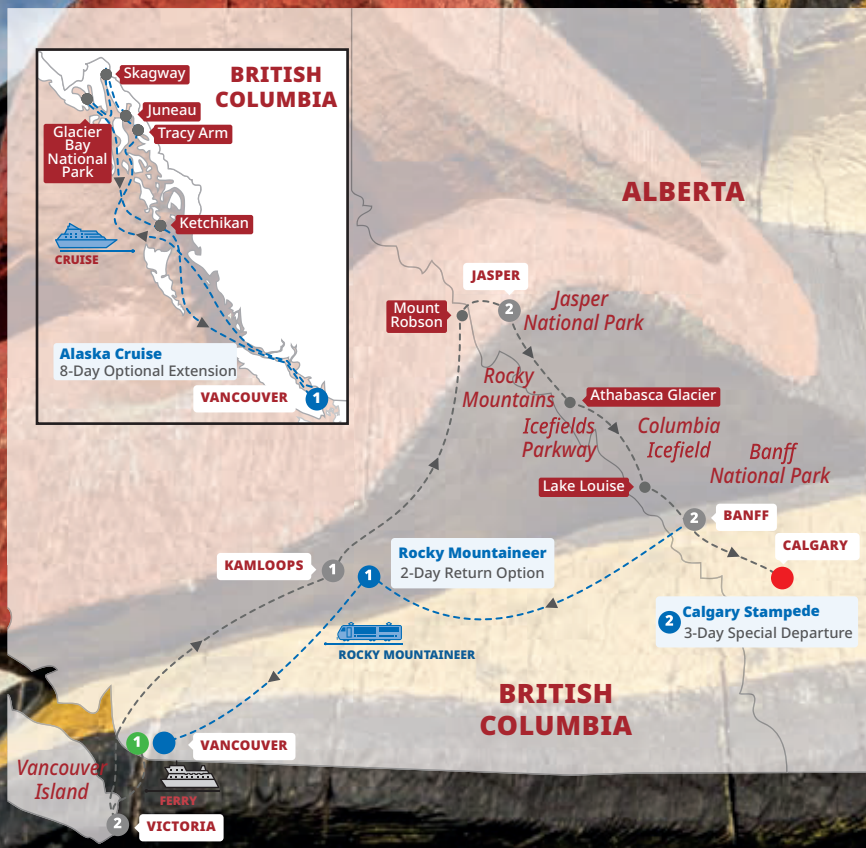 BRITISH
COLUMBIA
Skagway
Juneau
Tracy Arm
Glacier
Bay
National
Park
Ketchikan
CRUISE
Alaska Cruise
8-Day Optional Extension
VANCOUVER
1
ALBERTA
JASPER
2
Mount
Robson
Jasper
National Park
Rocky
Mountains
Athabasca Glacier
Icefields
Parkway
Columbia
Icefield
Banff
National Park
Lake Louise
2
BANFF
CALGARY
KAMLOOPS
1
1
Rocky Mountaineer
2-Day Return Option
ROCKY MOUNTAINEER
2
Calgary Stampede
3-Day Special Departure
BRITISH
COLUMBIA
1
VANCOUVER
Vancouver
Island
FERRY
2
VICTORIA